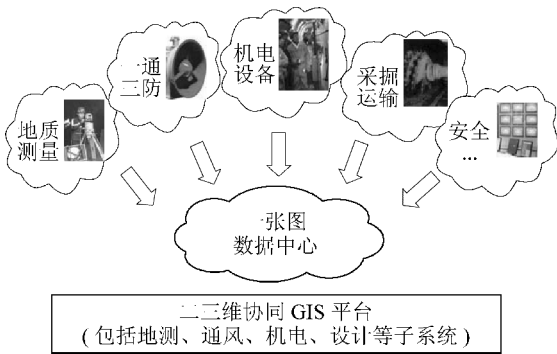 一通
三防
机电
设备
采掘
运输
地质
测量
安全
...
一张图
数据中心
二三维协同 GIS 平台
( 包括地测、通风、机电、设计等子系统 )